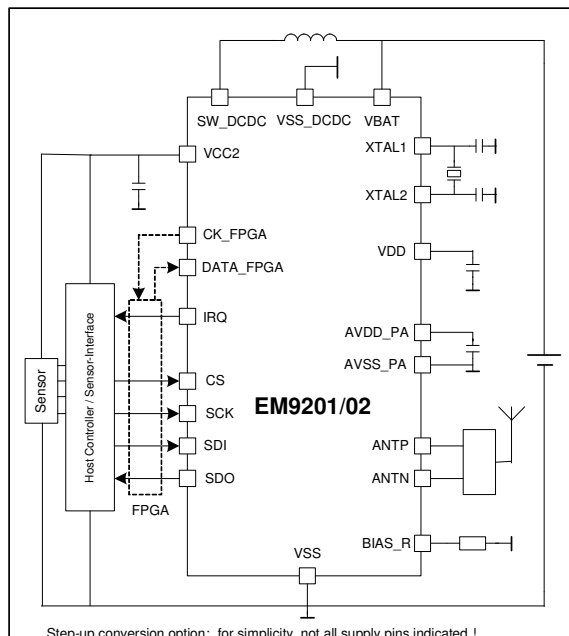 SW_DCDC VSS_DCDC VBAT
VCC2
XTAL1
XTAL2
CK_FPGA
DATA_FPGA
VDD
IRQ
AVDD_PA
AVSS_PA
CS
SCK
SDI
SDO
EM9201/02
ANTP
ANTN
Sensor
Host Controller / Sensor-Interface
FPGA
BIAS_R
VSS
Step-up conversion option; for simplicity, not all supply pins indicated !